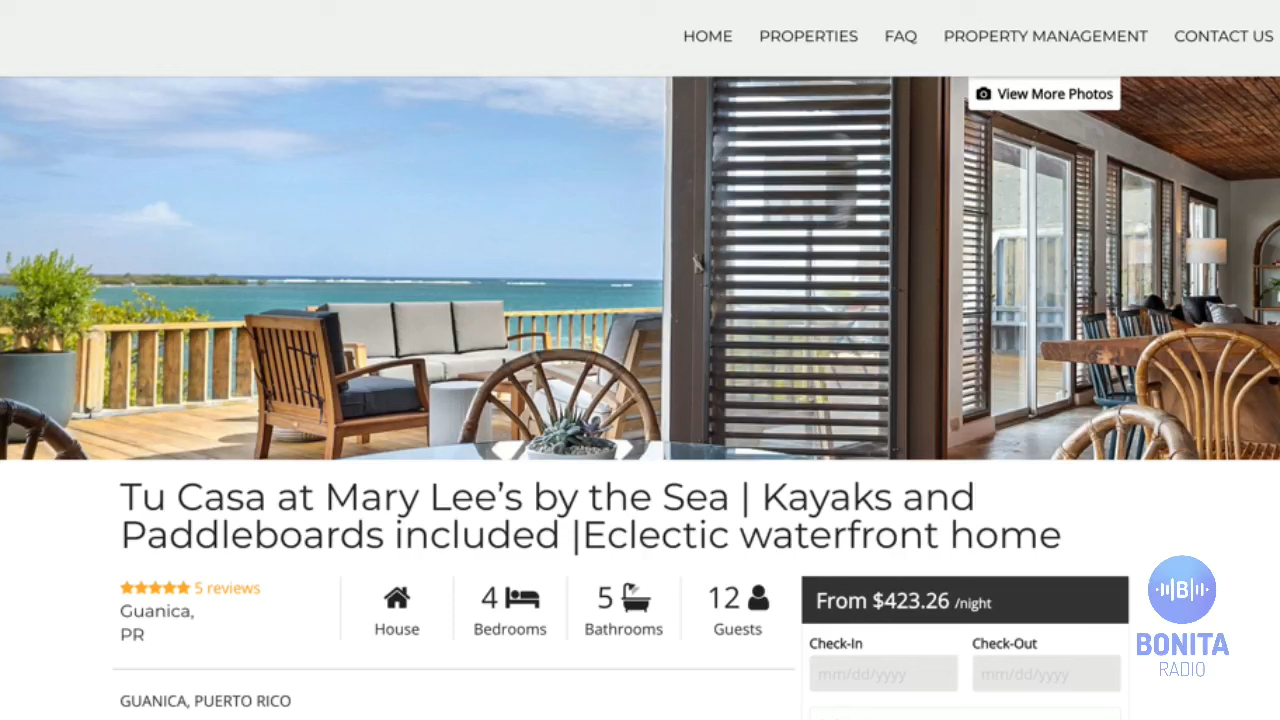 HOME PROPERTIES FAQ PROPERTY MANAGEMENT CONTACT US
View More Photos
Tu Casa at Mary Lee’s by the Sea | Kayaks and
Paddleboards included |Eclectic waterfront home
5 reviews
Guanica,
PR
House
4
Bedrooms
5
Bathrooms
12
Guests
From $423.26 /night
Check-In Check-Out
mm/dd/yyyy mm/dd/yyyy
GUANICA, PUERTO RICO
B
BONITA
RADIO